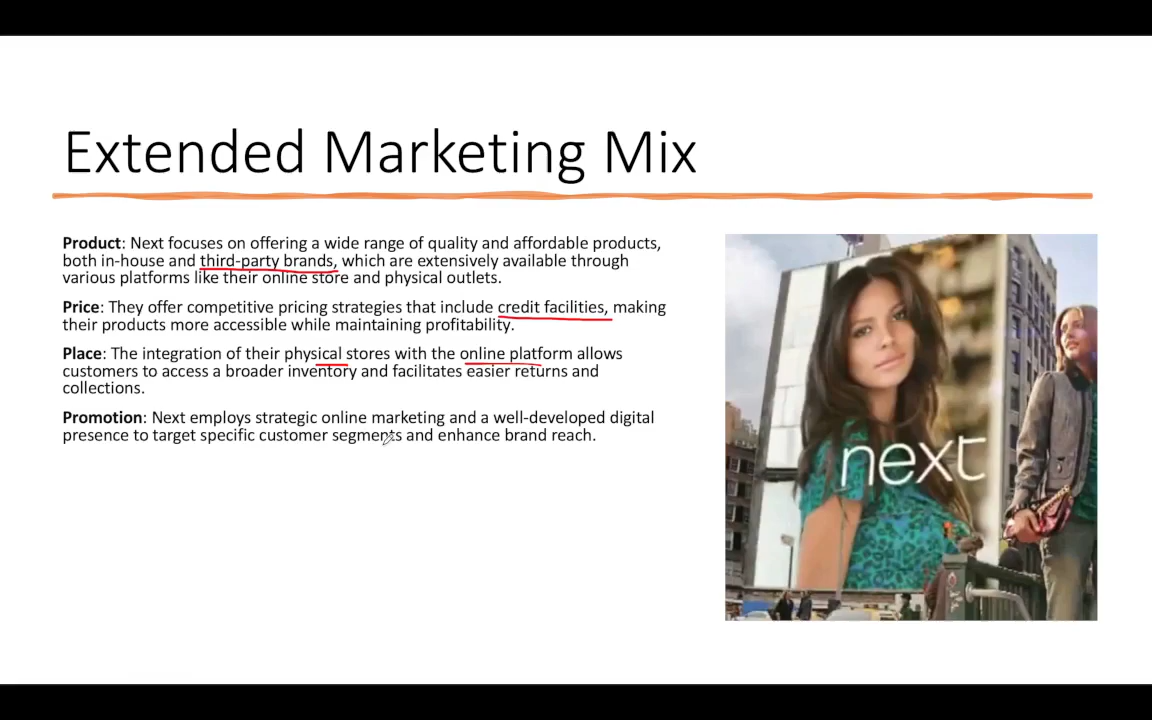 Extended Marketing Mix
Product: Next focuses on offering a wide range of quality and affordable products,
both in-house and third-party brands, which are extensively available through
various platforms like their online store and physical outlets.
Price: They offer competitive pricing strategies that include credit facilities, making
their products more accessible while maintaining profitability.
Place: The integration of their physical stores with the online platform allows
customers to access a broader inventory and facilitates easier returns and
collections.
Promotion: Next employs strategic online marketing and a well-developed digital
presence to target specific customer segments and enhance brand reach.
next